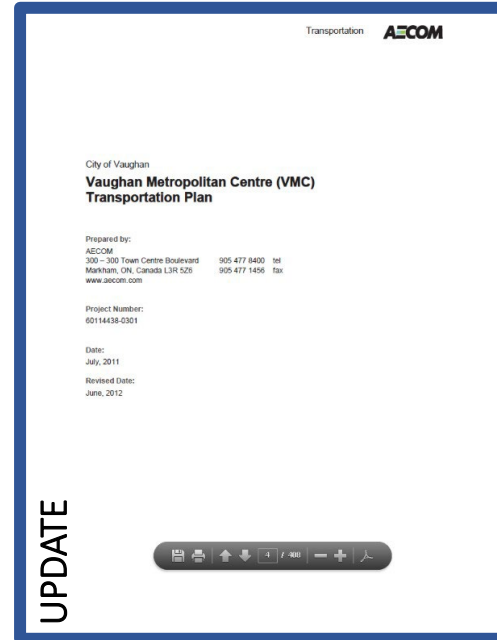 Transportation AECOM
City of Vaughan
Vaughan Metropolitan Centre (VMC)
Transportation Plan
Prepared by:
AECOM
300 – 300 Town Centre Boulevard 905 477 8400 tel
Markham, ON, Canada L3R 5Z6 905 477 1456 fax
www.aecom.com
Project Number:
60114438-0301
Date:
July, 2011
Revised Date:
June, 2012
UPDATE
4 / 408